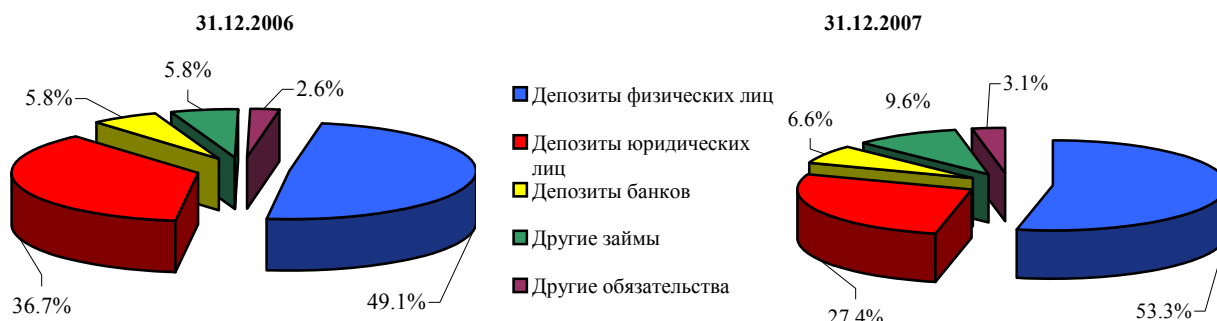 31.12.2006
5.8%
5.8%
2.6%
36.7%
49.1%
Депозиты физических лиц
Депозиты юридических
лиц
Депозиты банков
Другие займы
Другие обязательства
31.12.2007
3.1%
9.6%
6.6%
27.4%
53.3%